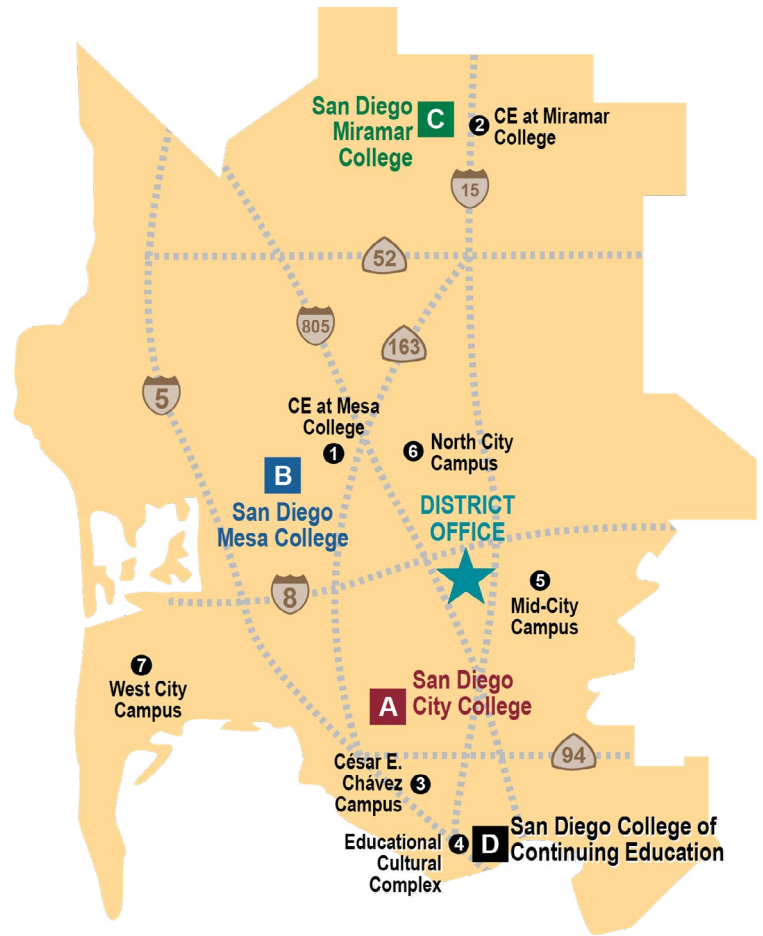 San Diego
Miramar
College
C
2
CE at Miramar
College
15
52
805
163
5
CE at Mesa
College
1
6
North City
Campus
B
San Diego
Mesa College
DISTRICT
OFFICE
8
5
Mid-City
Campus
7
West City
Campus
A
San Diego
City College
94
César E.
Chávez
Campus
3
Educational
Cultural
Complex
4
D
San Diego College of
Continuing Education